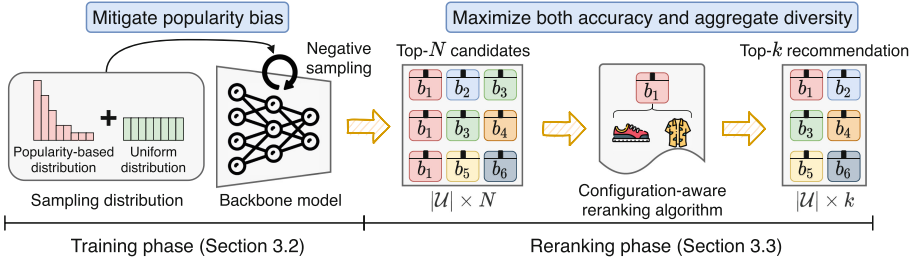 Mitigate popularity bias
Maximize both accuracy and aggregate diversity
Negative
sampling
Popularity-based
distribution
+
Uniform
distribution
Sampling distribution
Backbone model
Top-N candidates
b1 b2 b3
b1 b3 b4
b1 b5 b6
|𝒰| × N
b1
Configuration-aware
reranking algorithm
Top-k recommendation
b1 b2
b3 b4
b5 b6
|𝒰| × k
Training phase (Section 3.2)
Reranking phase (Section 3.3)